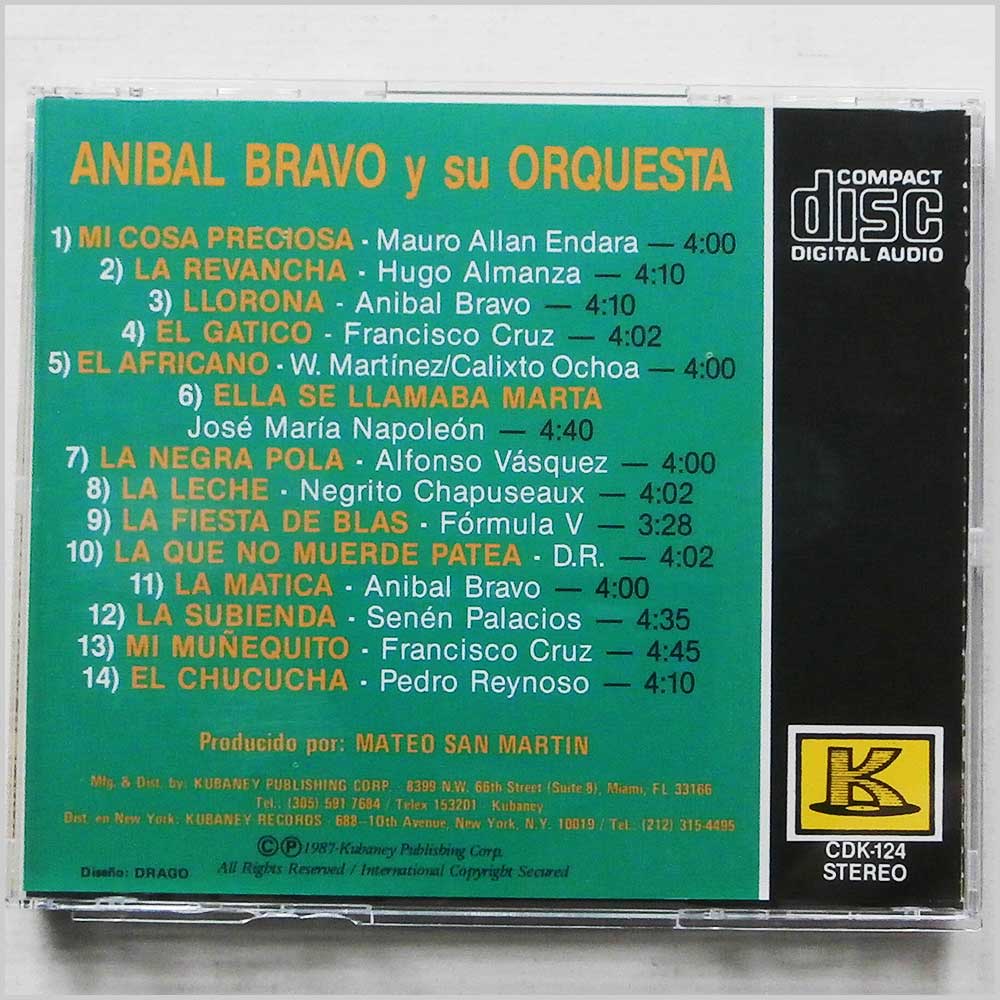 ANIBAL BRAVO y su ORQUESTA
1) MI COSA PRECIOSA - Mauro Allan Endara — 4:00
2) LA REVANCHA - Hugo Almanza — 4:10
3) LLORONA - Anibal Bravo — 4:10
4) EL GATICO - Francisco Cruz — 4:02
5) EL AFRICANO - W. Martínez/Calixto Ochoa — 4:00
6) ELLA SE LLAMABA MARTA
José María Napoleón — 4:40
7) LA NEGRA POLA - Alfonso Vásquez — 4:00
8) LA LECHE - Negrito Chapuseaux — 4:02
9) LA FIESTA DE BLAS - Fórmula V — 3:28
10) LA QUE NO MUERDE PATEA - D.R. — 4:02
11) LA MATICA - Anibal Bravo — 4:00
12) LA SUBIENDA - Senén Palacios — 4:35
13) MI MUÑEQUITO - Francisco Cruz — 4:45
14) EL CHUCUCHA - Pedro Reynoso — 4:10
Producido por: MATEO SAN MARTIN
Mfg. & Dist. by: KUBANEY PUBLISHING CORP. - 8399 N.W. 66th Street (Suite 8), Miami, FL 33166
Tel.: (305) 591 7684 / Telex 153201 - Kubaney
Dist. en New York: KUBANEY RECORDS - 688-10th Avenue, New York, N.Y. 10019 / Tel.: (212) 315-4495
©℗1987-Kubaney Publishing Corp.
All Rights Reserved / International Copyright Secured
Diseño: DRAGO
COMPACT
disc
DIGITAL AUDIO
K
CDK-124
STEREO